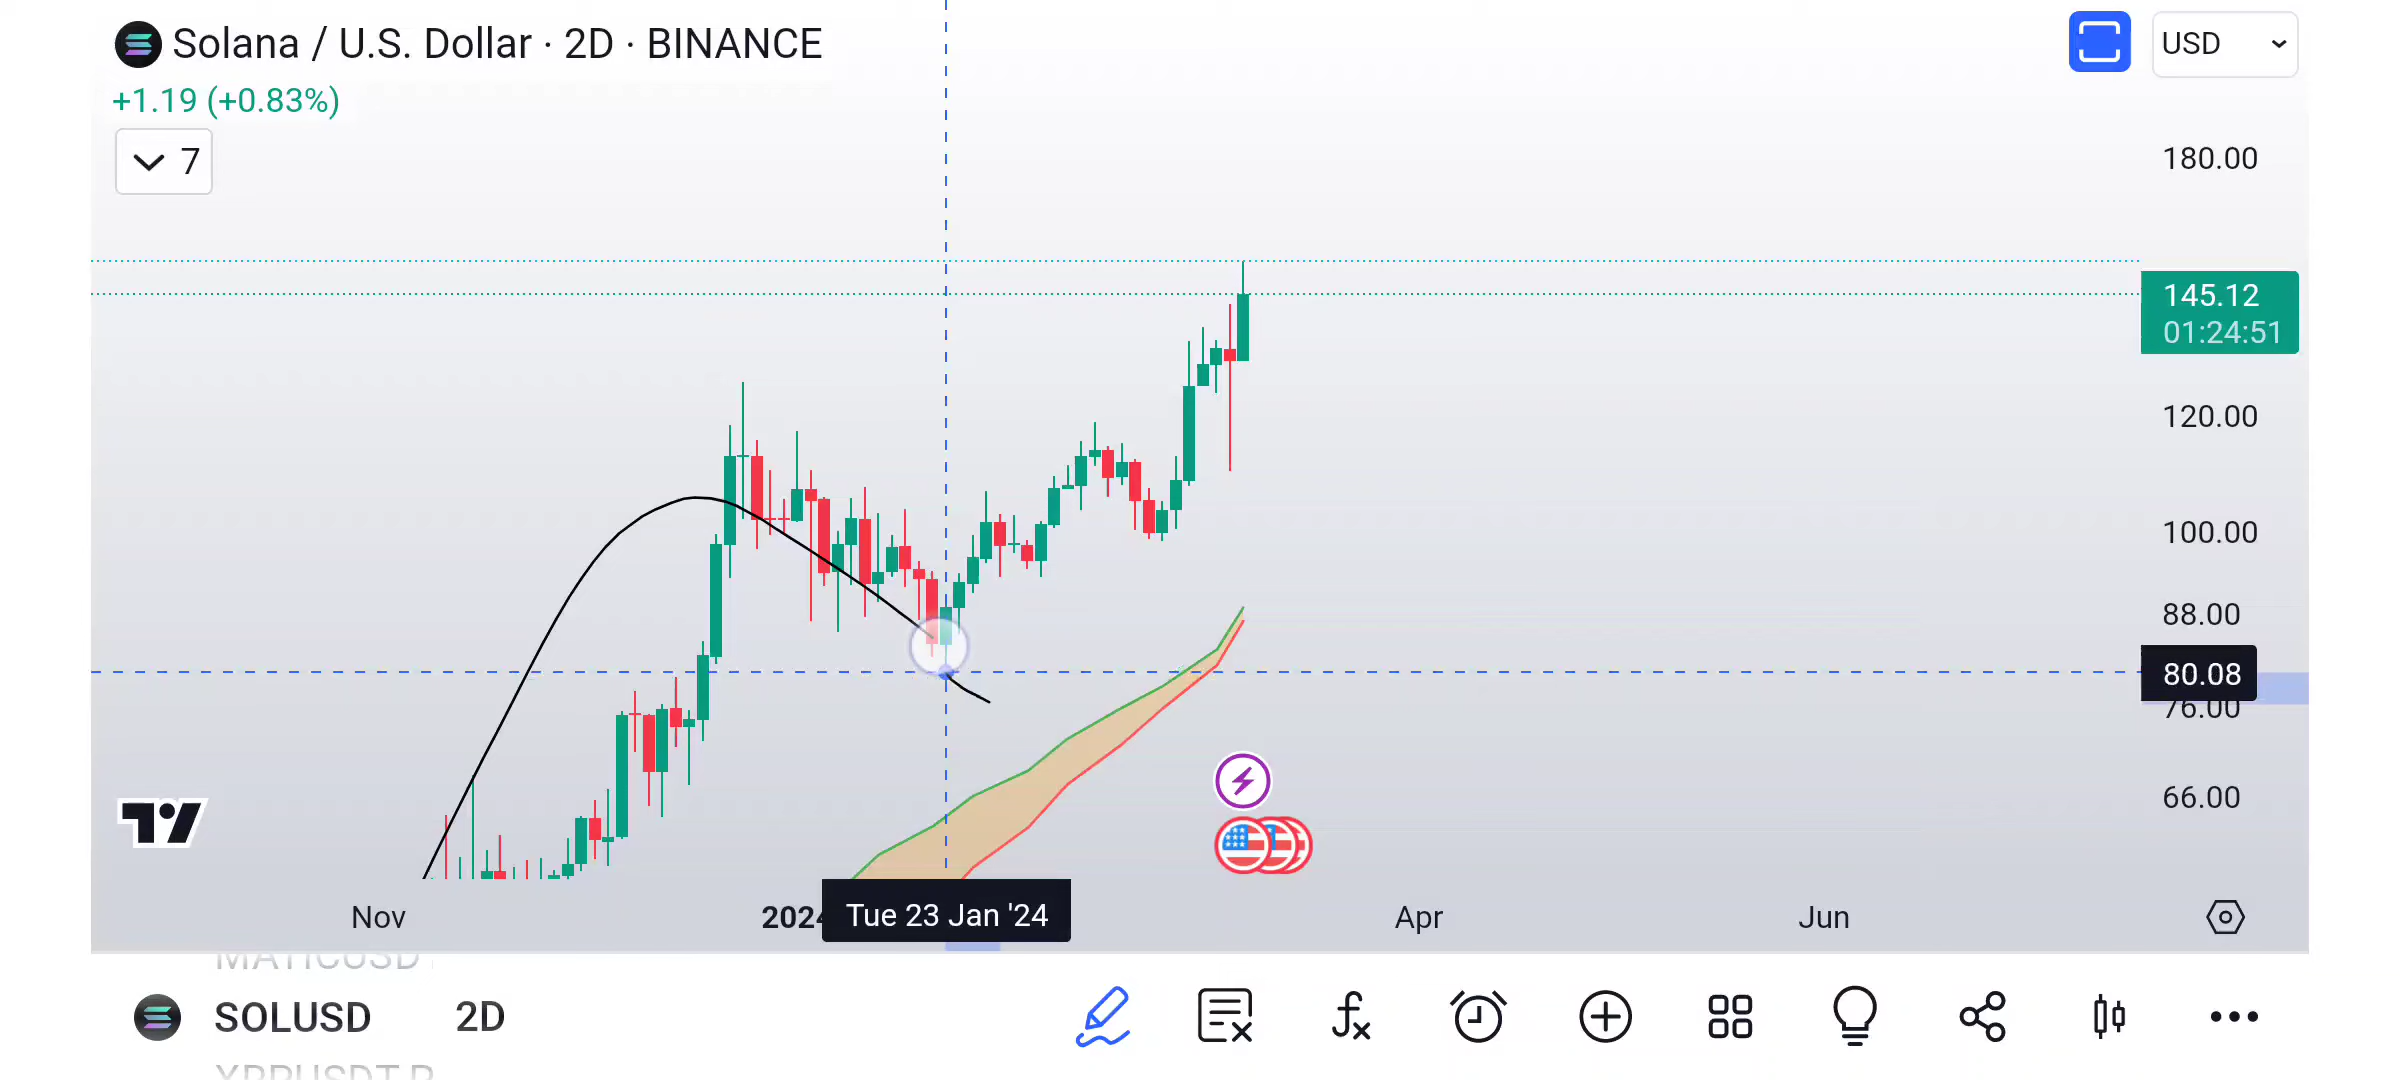 Solana / U.S. Dollar · 2D · BINANCE
USD
+1.19 (+0.83%)
7
180.00
145.12
01:24:51
120.00
100.00
88.00
80.08
76.00
66.00
Nov
2024
Tue 23 Jan '24
Apr
Jun
MATICUSD
SOLUSD 2D